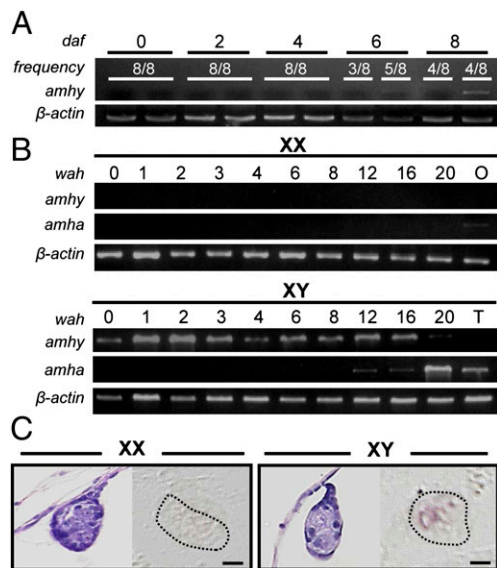 A
daf 0 2 4 6 8
frequency 8/8 8/8 8/8 3/8 5/8 4/8 4/8
amhy
β-actin
B
XX
wah 0 1 2 3 4 6 8 12 16 20 O
amhy
amha
β-actin
XY
wah 0 1 2 3 4 6 8 12 16 20 T
amhy
amha
β-actin
C
XX XY